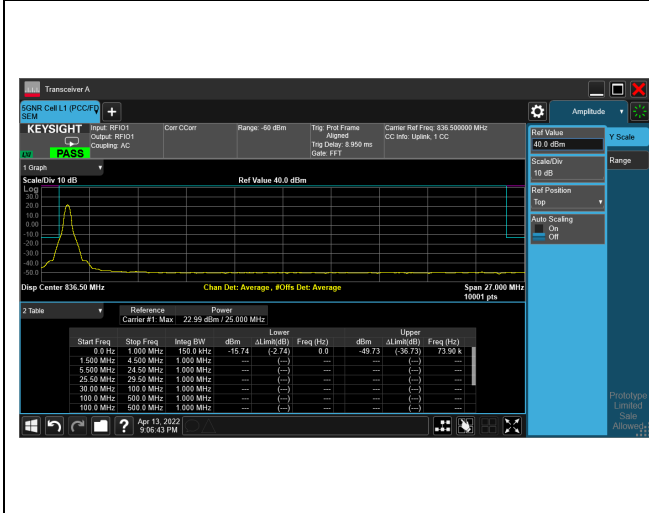 Transceiver A
5GNR Cell L1 (PCC/FD
SEM
Amplitude
KEYSIGHT
Input: RFIO1
Output: RFIO1
Coupling: AC
Corr CCorr
Range: -60 dBm
Trig: Prot Frame
Aligned
Trig Delay: 8.950 ms
Gate: FFT
Carrier Ref Freq: 836.500000 MHz
CC Info: Uplink, 1 CC
LXI
PASS
Ref Value
40.0 dBm
Y Scale
Scale/Div
10 dB
Range
Ref Position
Top
Auto Scaling
On
Off
1 Graph
Scale/Div 10 dB
Ref Value 40.0 dBm
Log
30.0
20.0
10.0
0.00
-10.0
-20.0
-30.0
-40.0
-50.0
Disp Center 836.50 MHz
Chan Det: Average , #Offs Det: Average
Span 27.000 MHz
10001 pts
2 Table
Reference Power
Carrier #1: Max 22.99 dBm / 25.000 MHz
Lower Upper
Start Freq Stop Freq Integ BW dBm ΔLimit(dB) Freq (Hz) dBm ΔLimit(dB) Freq (Hz)
0.0 Hz 1.000 MHz 150.0 kHz -15.74 (-2.74) 0.0 -49.73 (-36.73) 73.90 k
1.500 MHz 4.500 MHz 1.000 MHz --- (---) --- --- (---) ---
5.500 MHz 24.50 MHz 1.000 MHz --- (---) --- --- (---) ---
25.50 MHz 29.50 MHz 1.000 MHz --- (---) --- --- (---) ---
30.00 MHz 100.0 MHz 1.000 MHz --- (---) --- --- (---) ---
100.0 MHz 500.0 MHz 1.000 MHz --- (---) --- --- (---) ---
100.0 MHz 500.0 MHz 1.000 MHz --- (---) --- --- (---) ---
Prototype
Limited
Sale
Allowed
Apr 13, 2022
9:06:43 PM